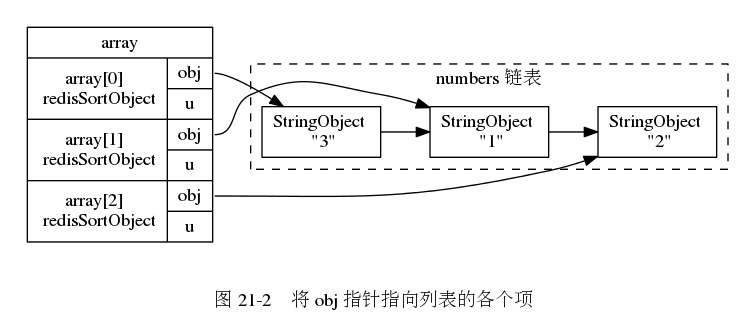 array
array[0]
redisSortObject
obj
u
array[1]
redisSortObject
obj
u
array[2]
redisSortObject
obj
u
numbers 链表
StringObject
"3"
StringObject
"1"
StringObject
"2"
图 21-2 将 obj 指针指向列表的各个项